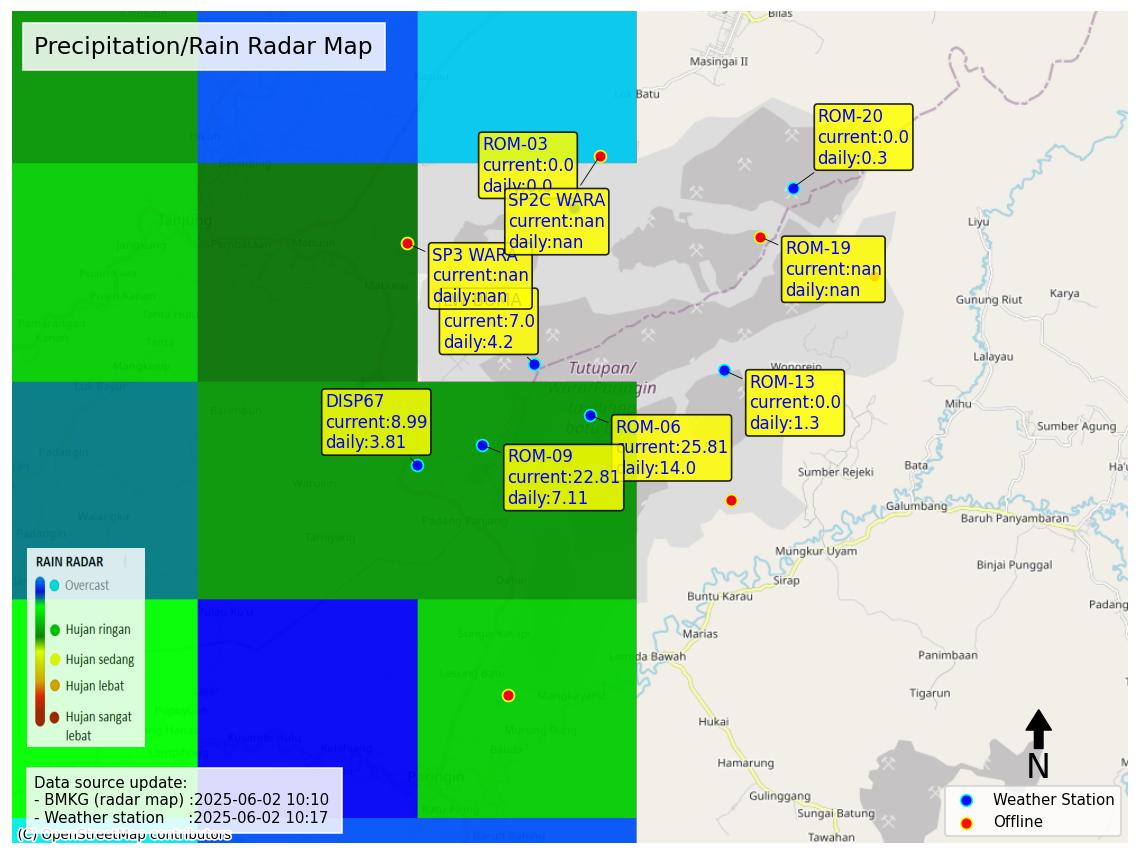 Precipitation/Rain Radar Map
Bilas
Masingai II
Batu
ROM-20
current:0.0
daily:0.3
ROM-03
current:0.0
daily:0.0
SP2C WARA
current:nan
daily:nan
Tanjung
Liyu
SP3 WARA
current:nan
daily:nan
ROM-19
current:nan
daily:nan
current:7.0
daily:4.2
Gunung Riut
Karya
Lalayau
Tutupan/
Wonorejo
ROM-13
current:0.0
daily:1.3
DISP67
current:8.99
daily:3.81
Mihu
ROM-06
current:25.81
daily:14.0
Sumber Agung
ROM-09
current:22.81
daily:7.11
Bata
Sumber Rejeki
Galumbang
Baruh Panyambaran
Mungkur Uyam
Binjai Punggal
Sirap
Buntu Karau
Padang
RAIN RADAR
Overcast
Hujan ringan
Hujan sedang
Hujan lebat
Hujan sangat
lebat
Marias
Lamida Bawah
Panimbaan
Tigarun
Hukai
Hamarung
N
Paringin
Data source update:
- BMKG (radar map) :2025-06-02 10:10
- Weather station :2025-06-02 10:17
Gulinggang
Sungai Batung
Tawahan
Weather Station
Offline
(C) OpenStreetMap contributors